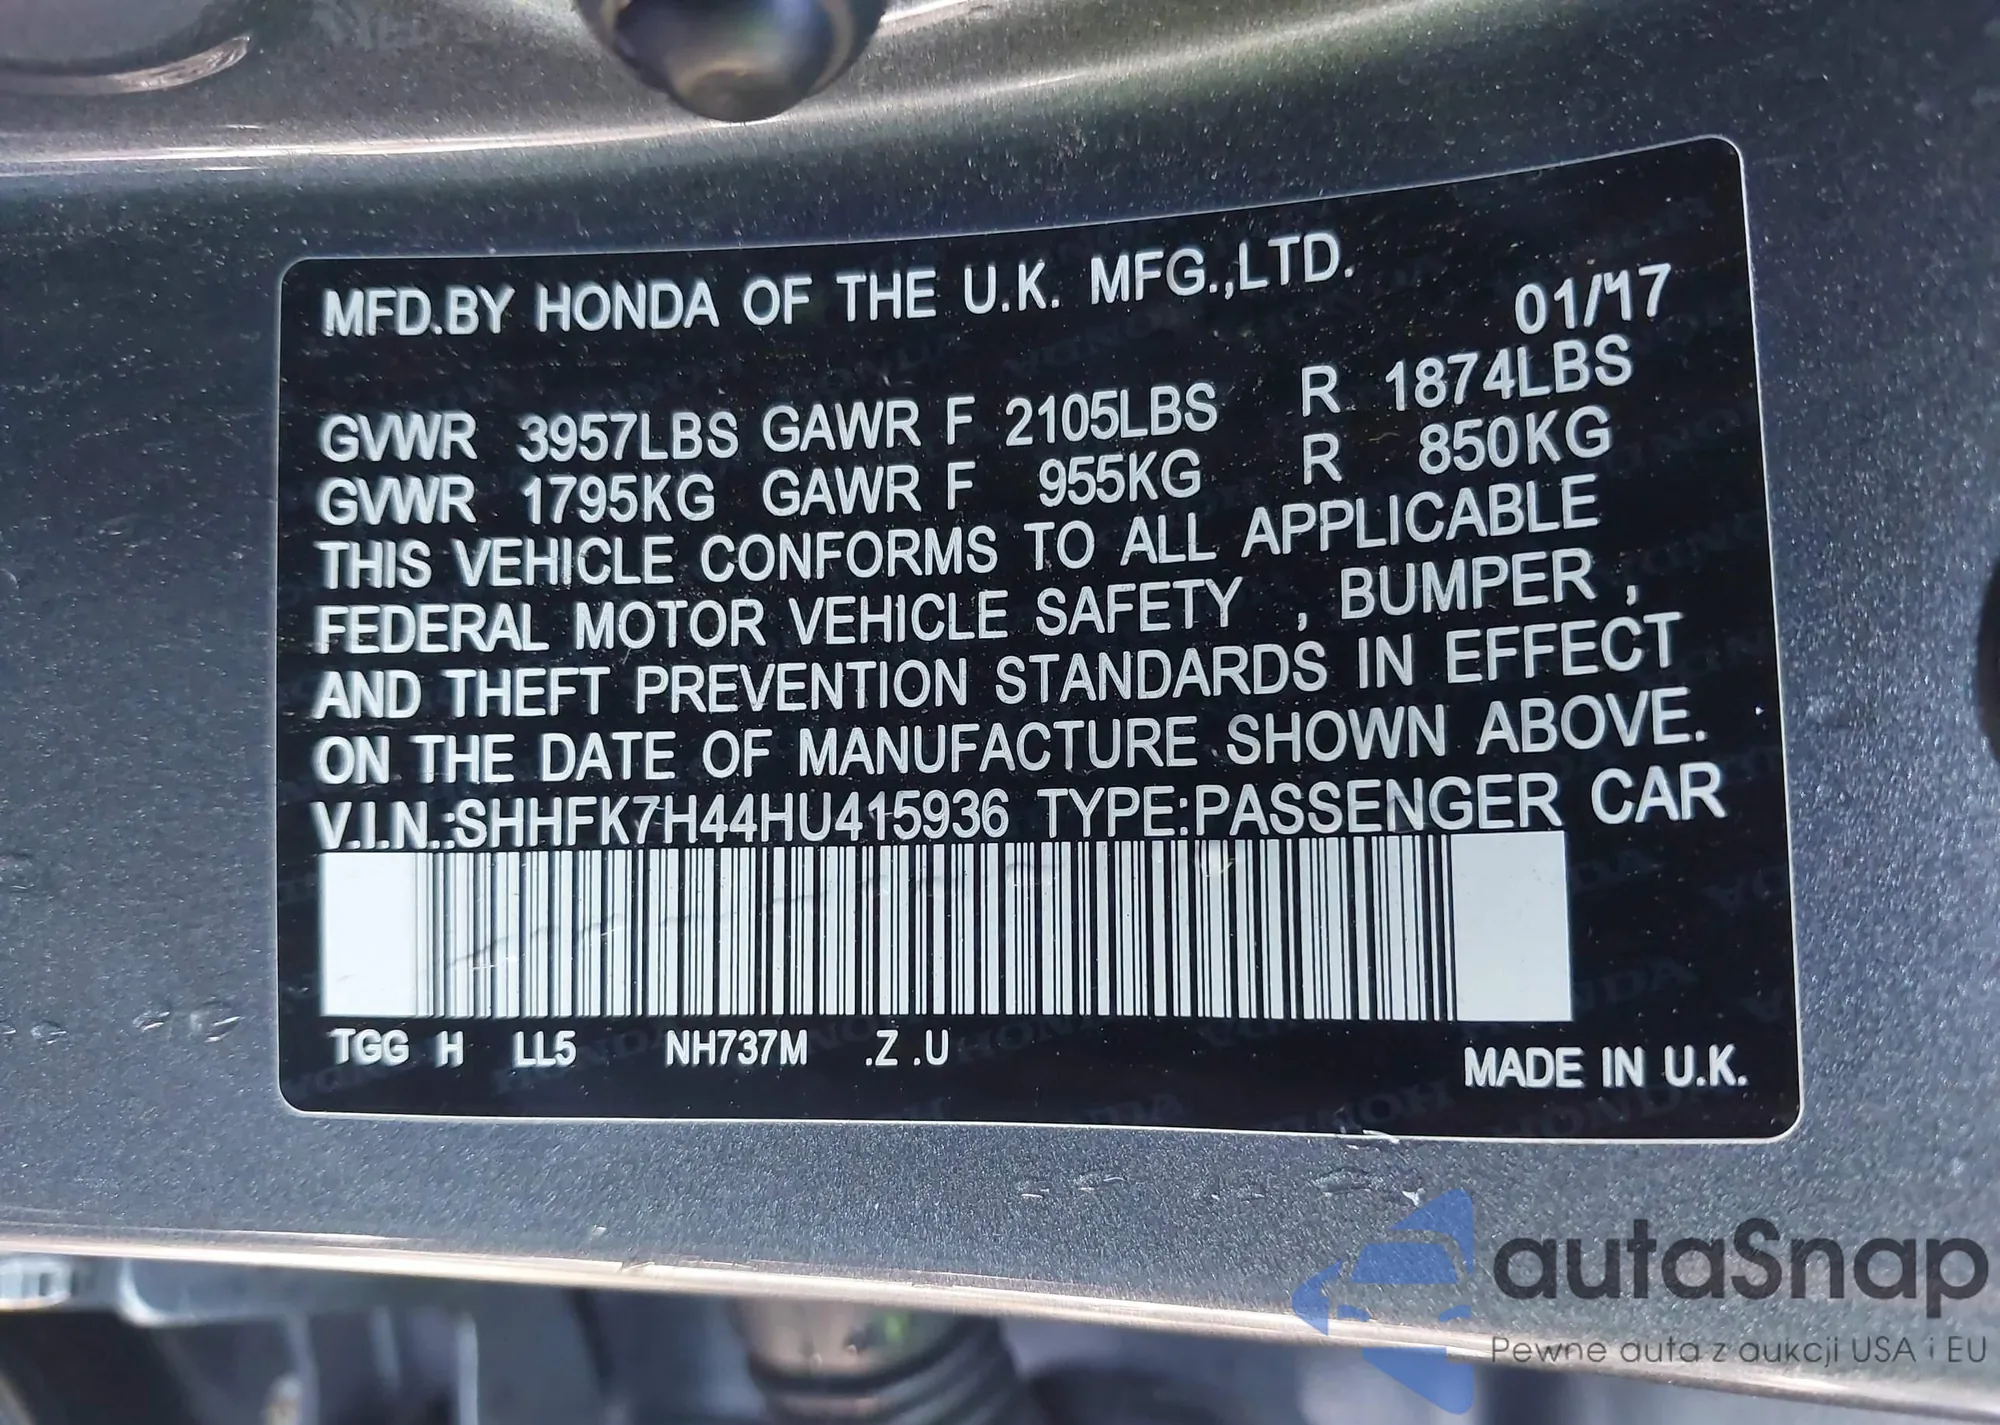 MFD.BY HONDA OF THE U.K. MFG.,LTD.
01/17
GVWR 3957LBS GAWR F 2105LBS R 1874LBS
GVWR 1795KG GAWR F 955KG R 850KG
THIS VEHICLE CONFORMS TO ALL APPLICABLE
FEDERAL MOTOR VEHICLE SAFETY , BUMPER ,
AND THEFT PREVENTION STANDARDS IN EFFECT
ON THE DATE OF MANUFACTURE SHOWN ABOVE.
V.I.N.:SHHFK7H44HU415936 TYPE:PASSENGER CAR
TGG H LL5 NH737M .Z .U
MADE IN U.K.
autaSnap
Pewne auta z aukcji USA i EU